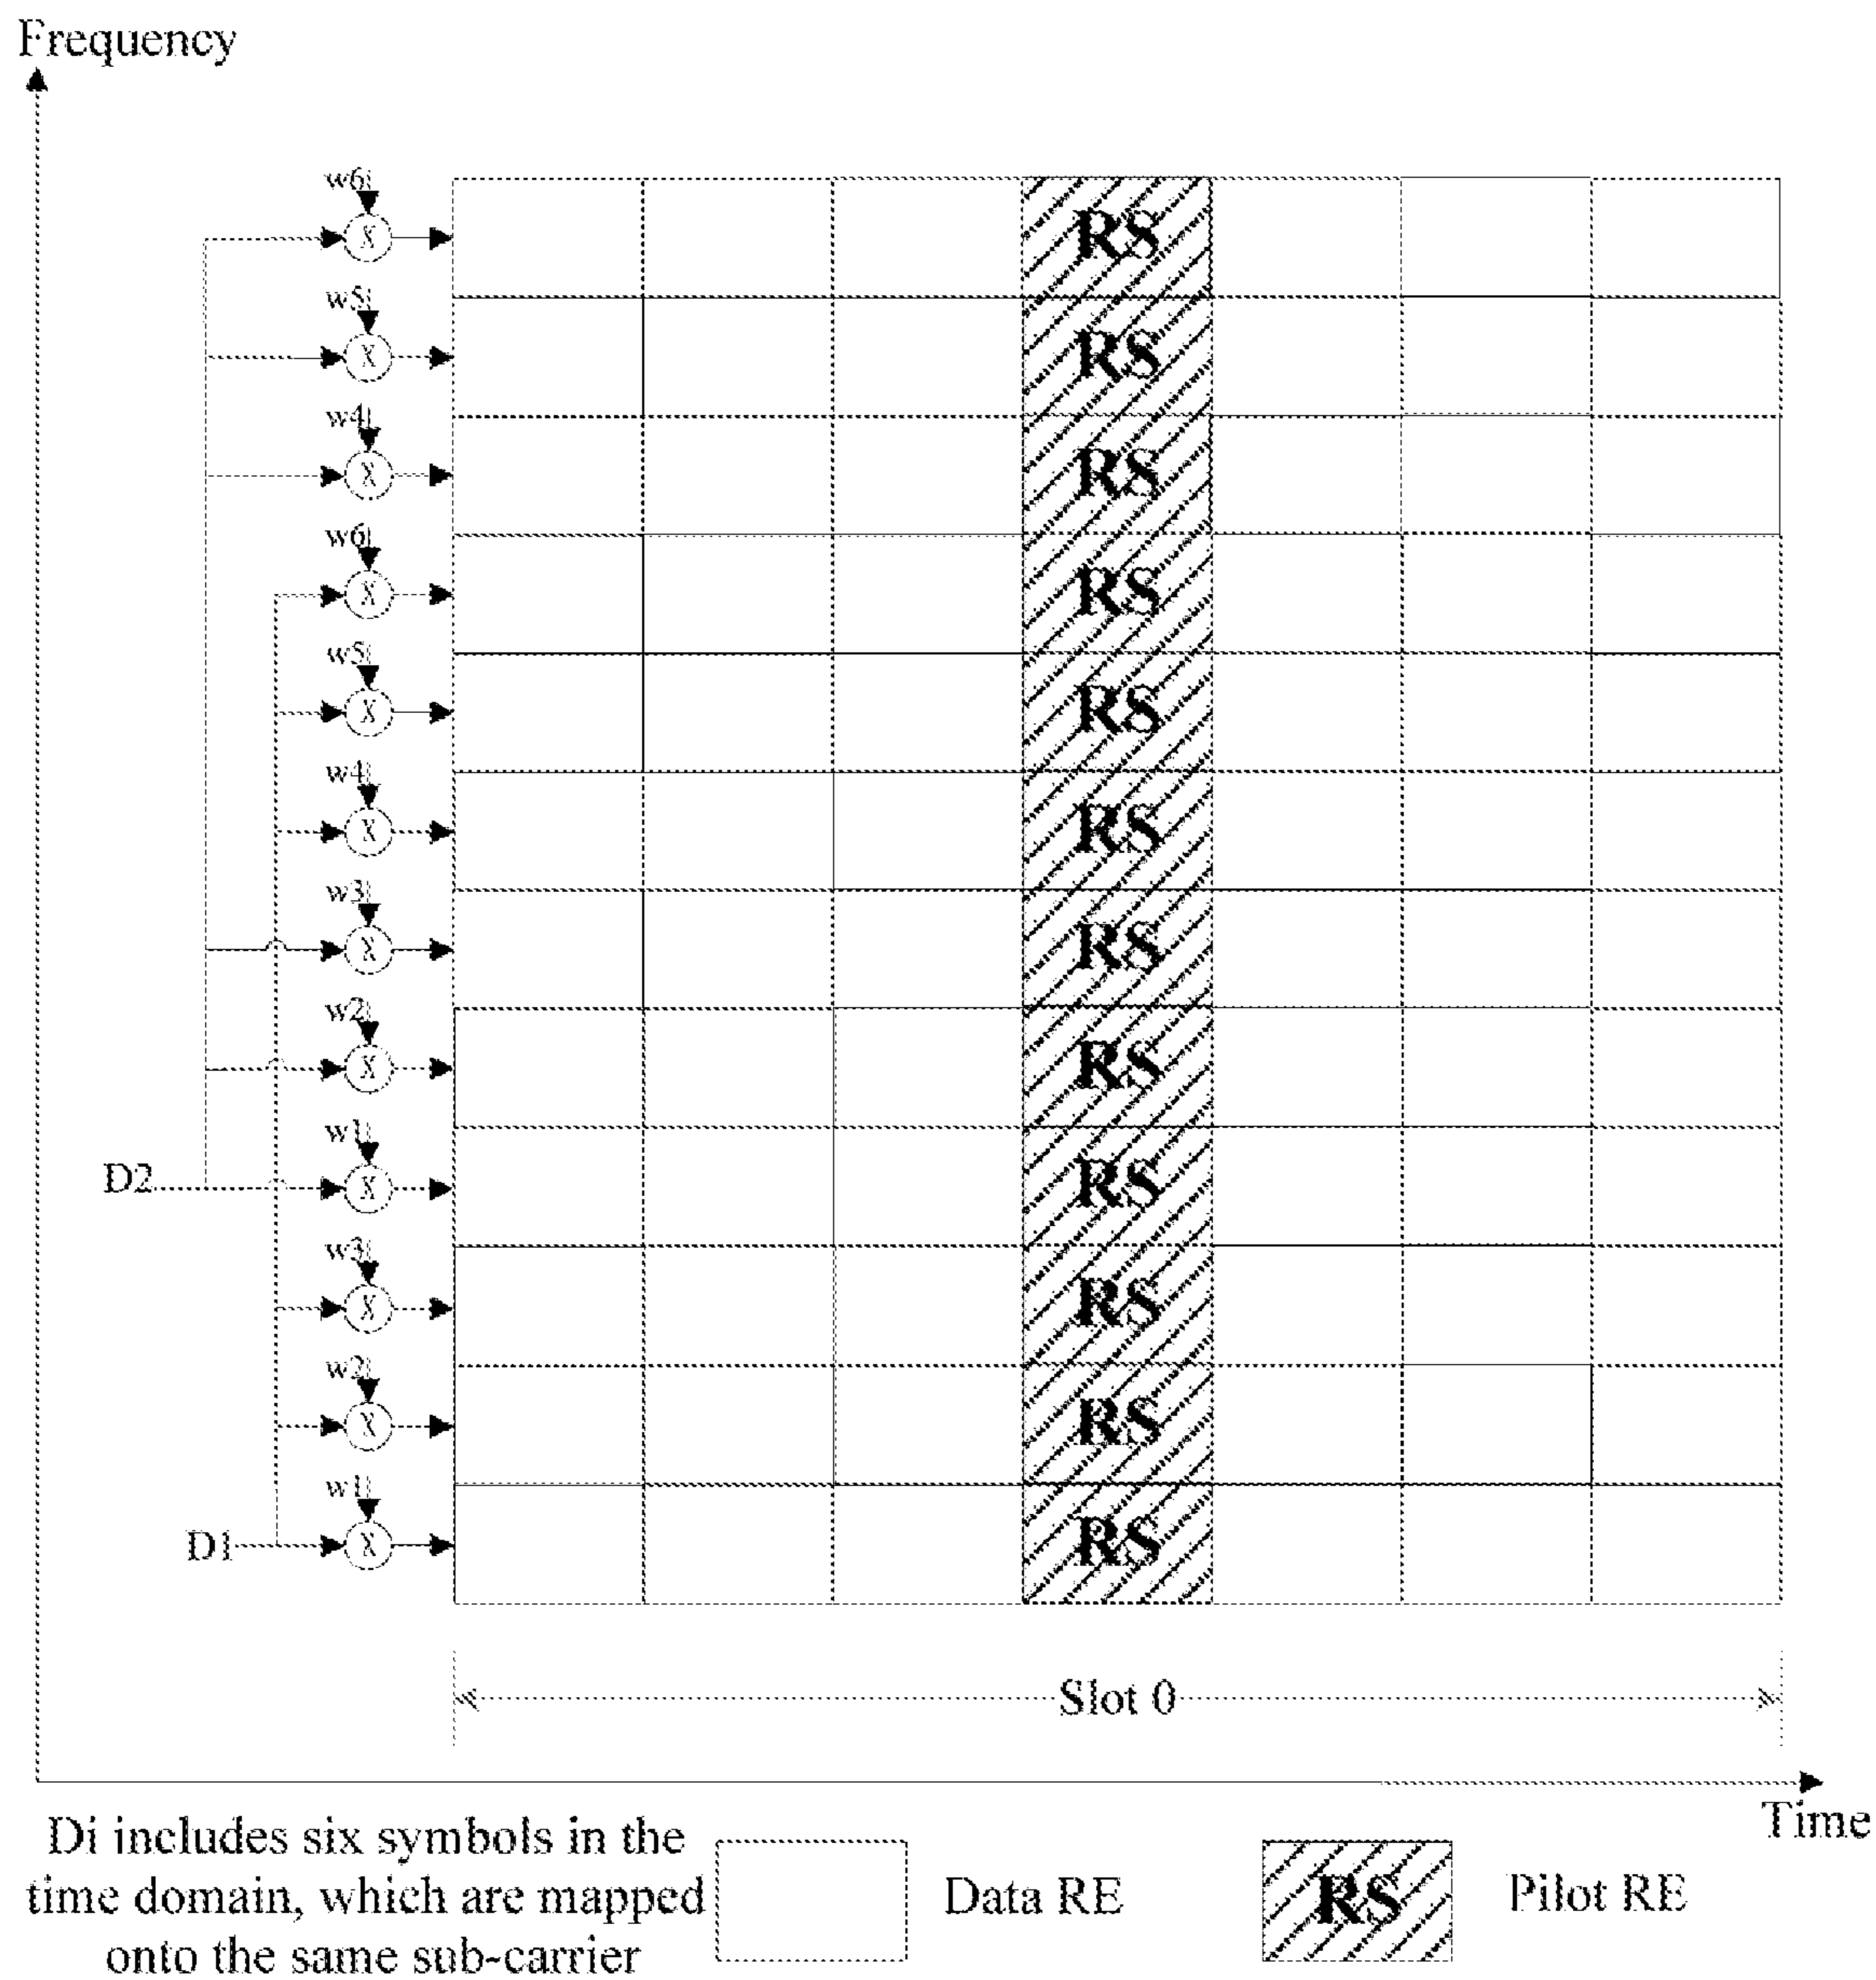 Frequency
w6
X
RS
w5
X
RS
w4
X
RS
w6
X
RS
w5
X
RS
w4
X
RS
w3
X
RS
w2
X
RS
w1
D2
X
RS
w3
X
RS
w2
X
RS
w1
D1
X
RS
Slot 0
Time
Di includes six symbols in the
time domain, which are mapped
onto the same sub-carrier
Data RE
RS
Pilot RE